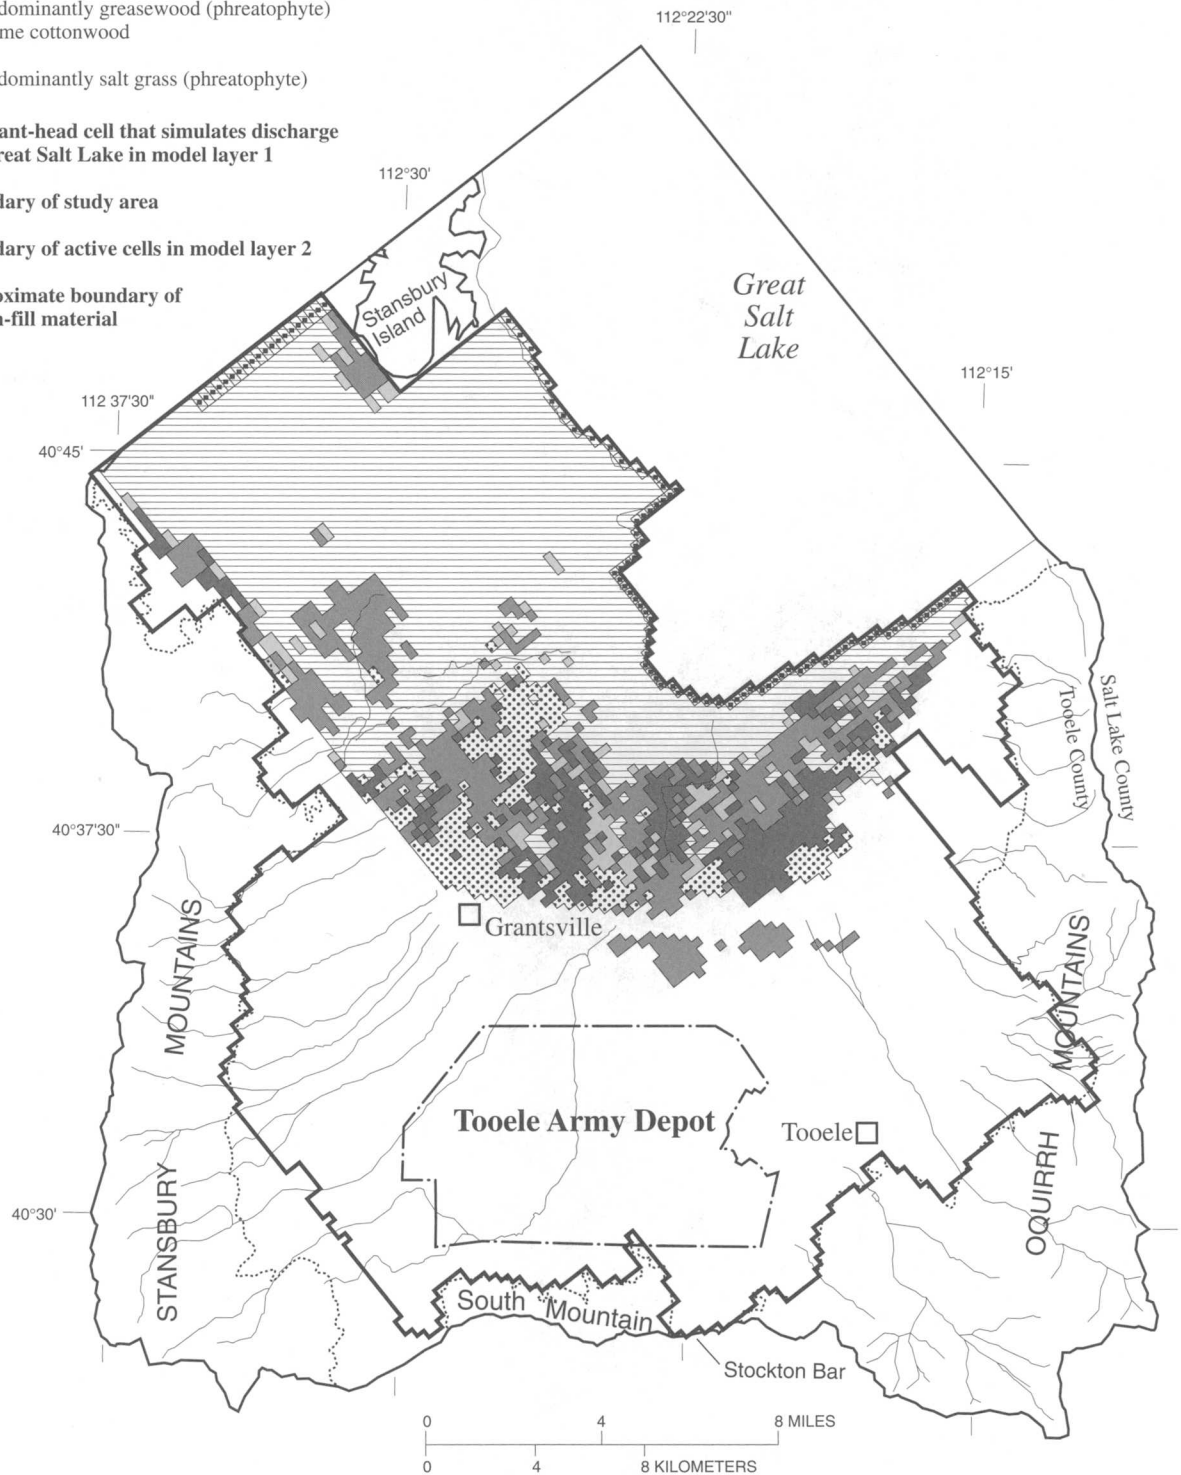 dominantly greasewood (phreatophyte)
me cottonwood
dominantly salt grass (phreatophyte)
ant-head cell that simulates discharge
reat Salt Lake in model layer 1
dary of study area
dary of active cells in model layer 2
oximate boundary of
n-fill material
112°22'30"
112°30'
Stansbury
Island
Great
Salt
Lake
112°15'
112 37'30"
40°45'
Salt Lake County
Tooele County
40°37'30"
Grantsville
MOUNTAINS
MOUNTAINS
Tooele Army Depot
Tooele
STANSBURY
OQUIRRH
40°30'
South Mountain
Stockton Bar
0 4 8 MILES
0 4 8 KILOMETERS